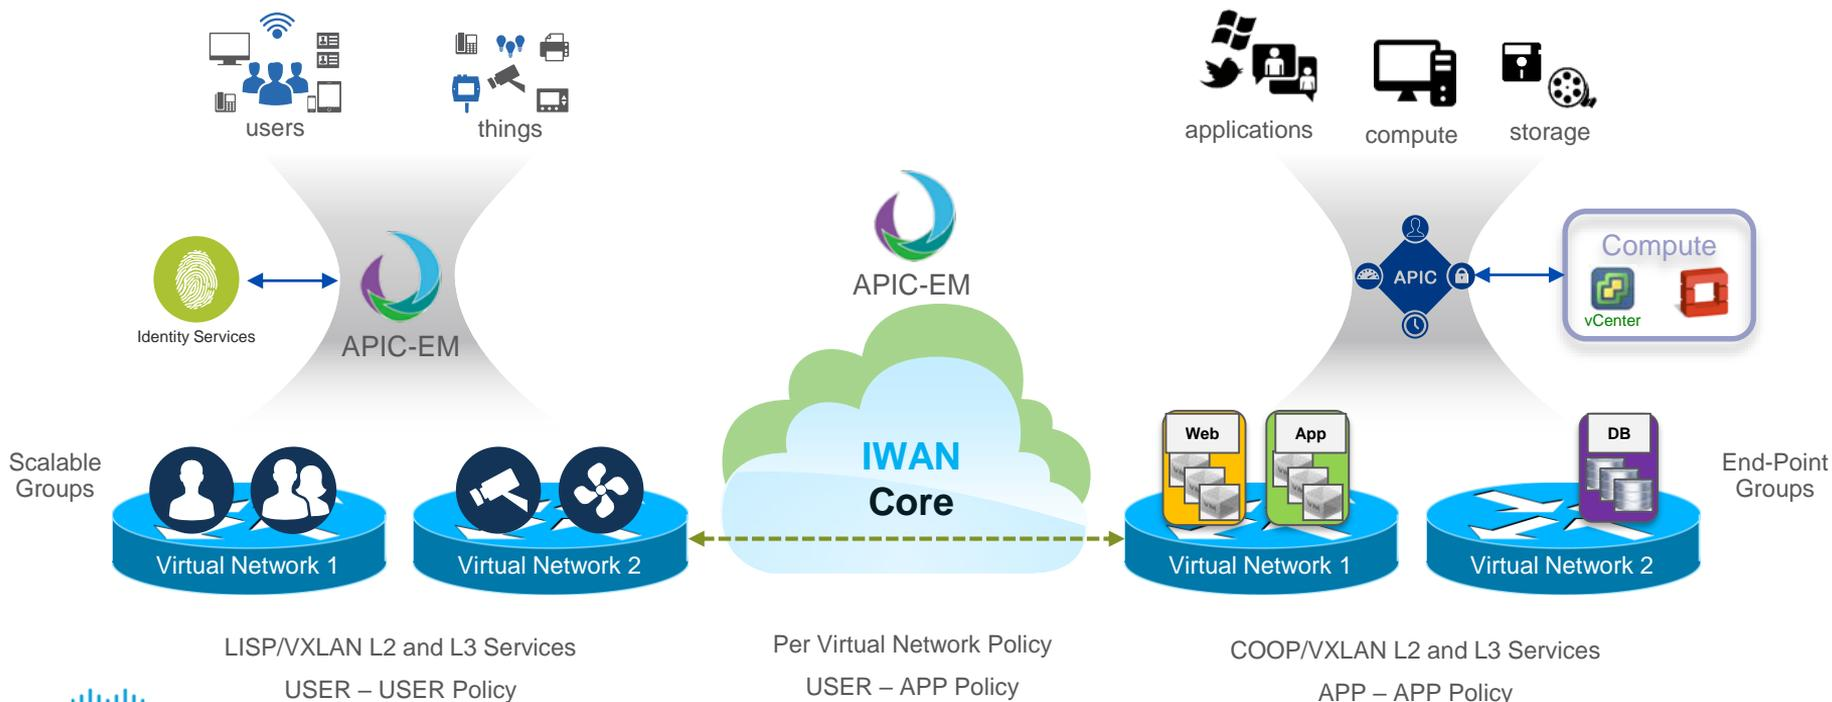 users
things
applications
compute
storage
Identity Services
APIC-EM
APIC-EM
APIC
Compute
vCenter
Scalable
Groups
Virtual Network 1
Virtual Network 2
IWAN
Core
Web
App
DB
Virtual Network 1
Virtual Network 2
End-Point
Groups
LISP/VXLAN L2 and L3 Services
USER – USER Policy
Per Virtual Network Policy
USER – APP Policy
COOP/VXLAN L2 and L3 Services
APP – APP Policy